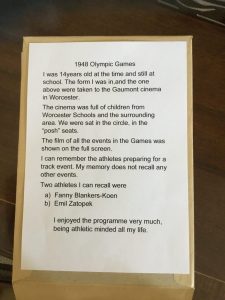 1948 Olympic Games
I was 14years old at the time and still at
school. The form I was in,and the one
above were taken to the Gaumont cinema
in Worcester.
The cinema was full of children from
Worcester Schools and the surrounding
area. We were sat in the circle, in the
“posh” seats.
The film of all the events in the Games was
shown on the full screen.
I can remember the athletes preparing for a
track event. My memory does not recall any
other events.
Two athletes I can recall were
a) Fanny Blankers-Koen
b) Emil Zatopek
I enjoyed the programme very much,
being athletic minded all my life.